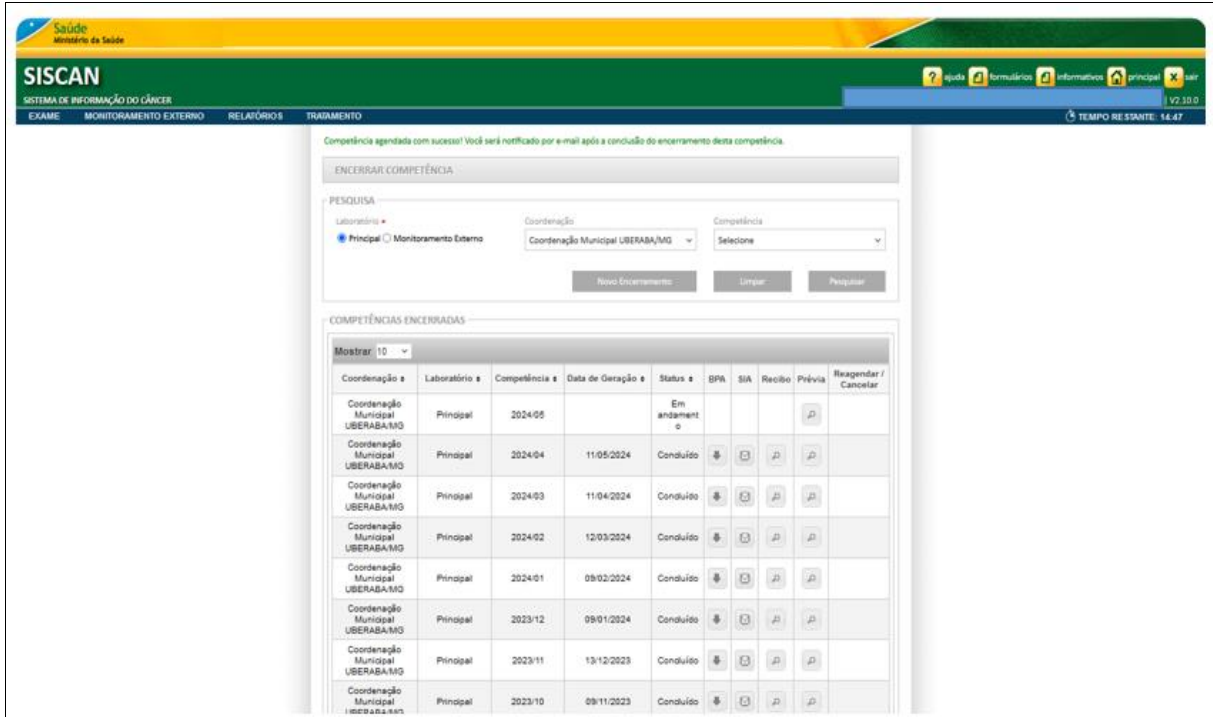 Saúde
Ministério da Saúde
SISCAN
? ajuda formulários informativos principal X sair
SISTEMA DE INFORMAÇÃO DO CÂNCER
| V2.10.0
EXAME MONITORAMENTO EXTERNO RELATÓRIOS TRATAMENTO TEMPO RESTANTE: 14:47
Competência agendada com sucesso! Você será notificado por e-mail após a conclusão do encerramento desta competência.
ENCERRAR COMPETÊNCIA
PESQUISA
Laboratório Coordenação Competência
Principal Monitoramento Externo Coordenação Municipal UBERABA/MG Selecione
Novo Encerramento Limpar Pesquisar
COMPETÊNCIAS ENCERRADAS
Mostrar 10
Coordenação Laboratório Competência Data de Geração Status BPA SIA Recibo Prévia Reagendar /
Cancelar
Coordenação
Municipal
UBERABA/MG Principal 2024/05 Em
andament
o
Coordenação
Municipal
UBERABA/MG Principal 2024/04 11/05/2024 Concluído
Coordenação
Municipal
UBERABA/MG Principal 2024/03 11/04/2024 Concluído
Coordenação
Municipal
UBERABA/MG Principal 2024/02 12/03/2024 Concluído
Coordenação
Municipal
UBERABA/MG Principal 2024/01 09/02/2024 Concluído
Coordenação
Municipal
UBERABA/MG Principal 2023/12 09/01/2024 Concluído
Coordenação
Municipal
UBERABA/MG Principal 2023/11 13/12/2023 Concluído
Coordenação
Municipal
UBERABA/MG Principal 2023/10 09/11/2023 Concluído